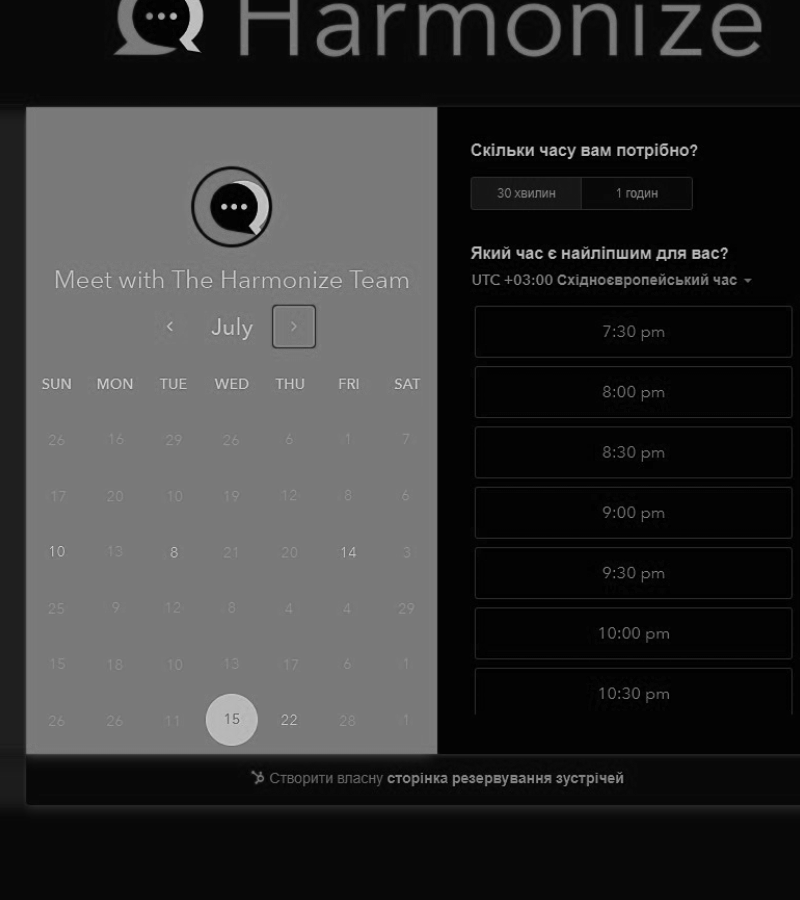 Harmonize
Meet with The Harmonize Team
July
SUN MON TUE WED THU FRI SAT
26 16 29 26 6 1 7
17 20 10 19 12 8 6
10 13 8 21 20 14 3
25 9 12 8 4 4 29
15 18 10 13 17 6 1
26 26 11 15 22 28 1
Скільки часу вам потрібно?
30 хвилин 1 годин
Який час є найліпшим для вас?
UTC +03:00 Східноєвропейський час
7:30 pm
8:00 pm
8:30 pm
9:00 pm
9:30 pm
10:00 pm
10:30 pm
Створити власну сторінка резервування зустрічей